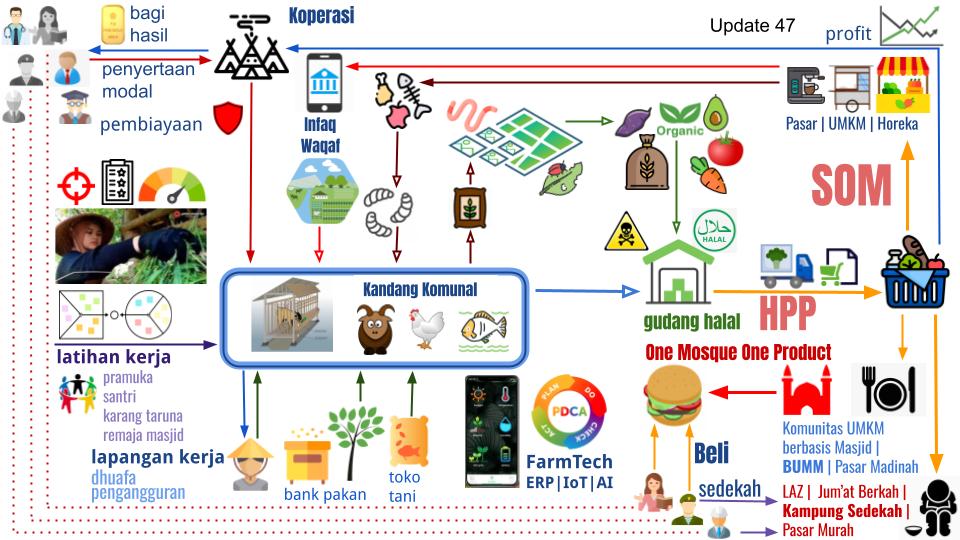 bagi
hasil
Koperasi
Update 47
profit
penyertaan
modal
pembiayaan
Infaq
Waqaf
Organic
Pasar | UMKM | Horeka
SOM
حلال
HALAL
Kandang Komunal
gudang halal
HPP
One Mosque One Product
latihan kerja
pramuka
santri
karang taruna
remaja masjid
lapangan kerja
dhuafa
pengangguran
bank pakan
toko
tani
PLAN
DO
CHECK
ACT
PDCA
FarmTech
ERP|IoT|AI
Beli
sedekah
Komunitas UMKM
berbasis Masjid |
BUMM | Pasar Madinah
LAZ | Jum'at Berkah |
Kampung Sedekah |
Pasar Murah